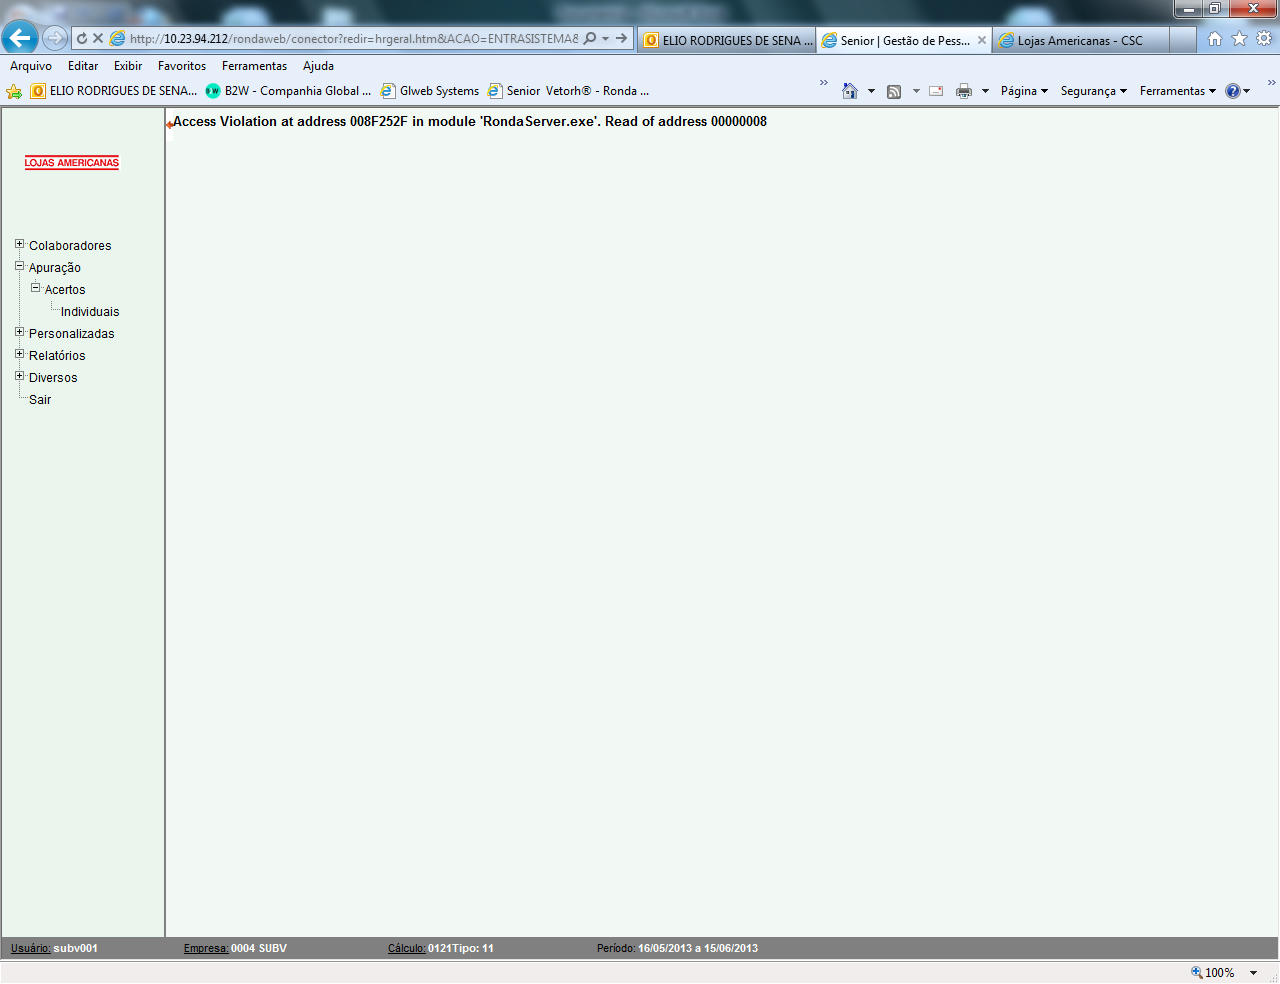 http://10.23.94.212/rondaweb/conector?redir=hrgeral.htm&ACAO=ENTRASISTEMA&
ELIO RODRIGUES DE SENA ...
Senior | Gestão de Pess...
Lojas Americanas - CSC
Arquivo Editar Exibir Favoritos Ferramentas Ajuda
ELIO RODRIGUES DE SENA...
B2W - Companhia Global ...
Glweb Systems
Senior Vetorh® - Ronda ...
Página Segurança Ferramentas
LOJAS AMERICANAS
Access Violation at address 008F252F in module 'RondaServer.exe'. Read of address 00000008
Colaboradores
Apuração
Acertos
Individuais
Personalizadas
Relatórios
Diversos
Sair
Usuário: subv001 Empresa: 0004 SUBV Cálculo: 0121Tipo: 11 Período: 16/05/2013 a 15/06/2013
100%